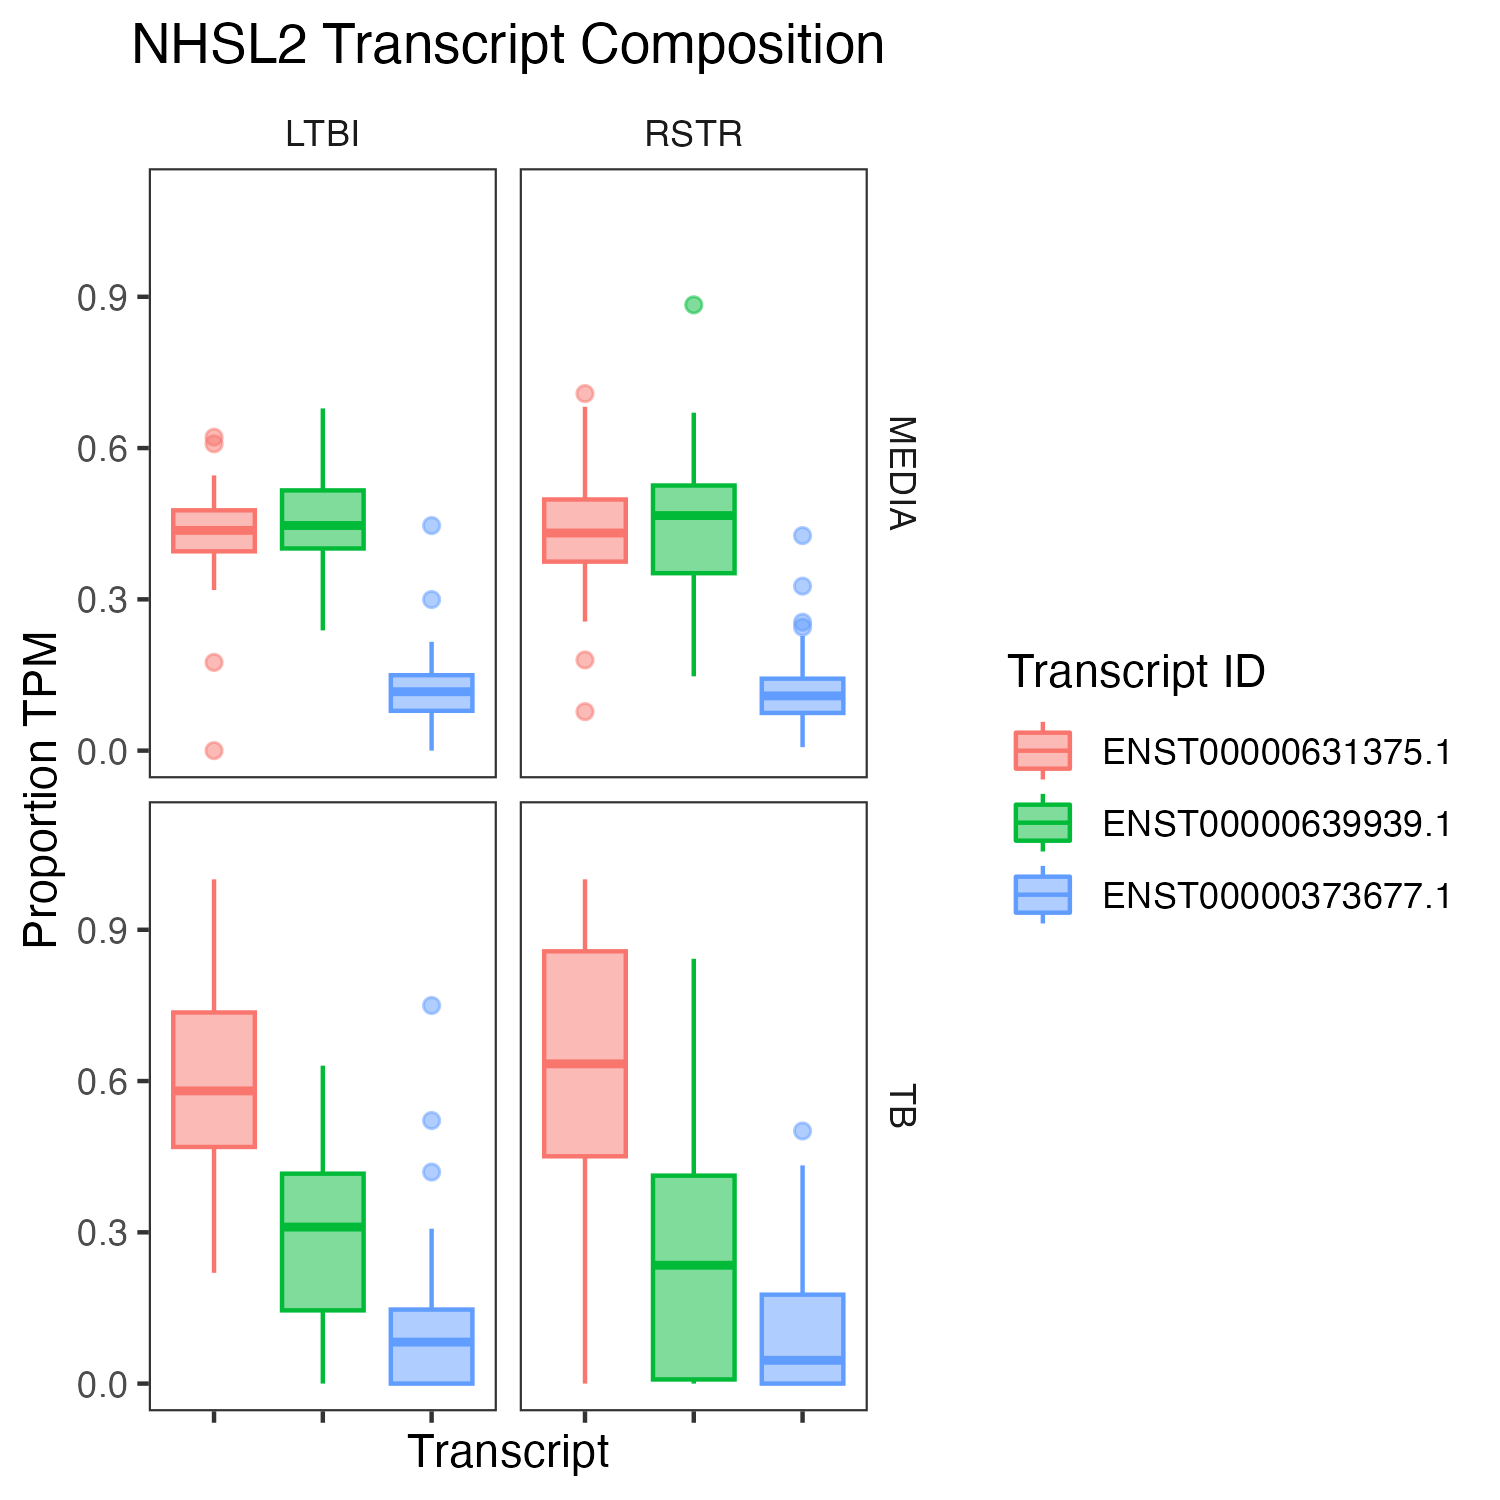 NHSL2 Transcript Composition
LTBI
RSTR
0.9
0.6
0.3
0.0
MEDIA
0.9
0.6
0.3
0.0
TB
Proportion TPM
Transcript
Transcript ID
ENST00000631375.1
ENST00000639939.1
ENST00000373677.1